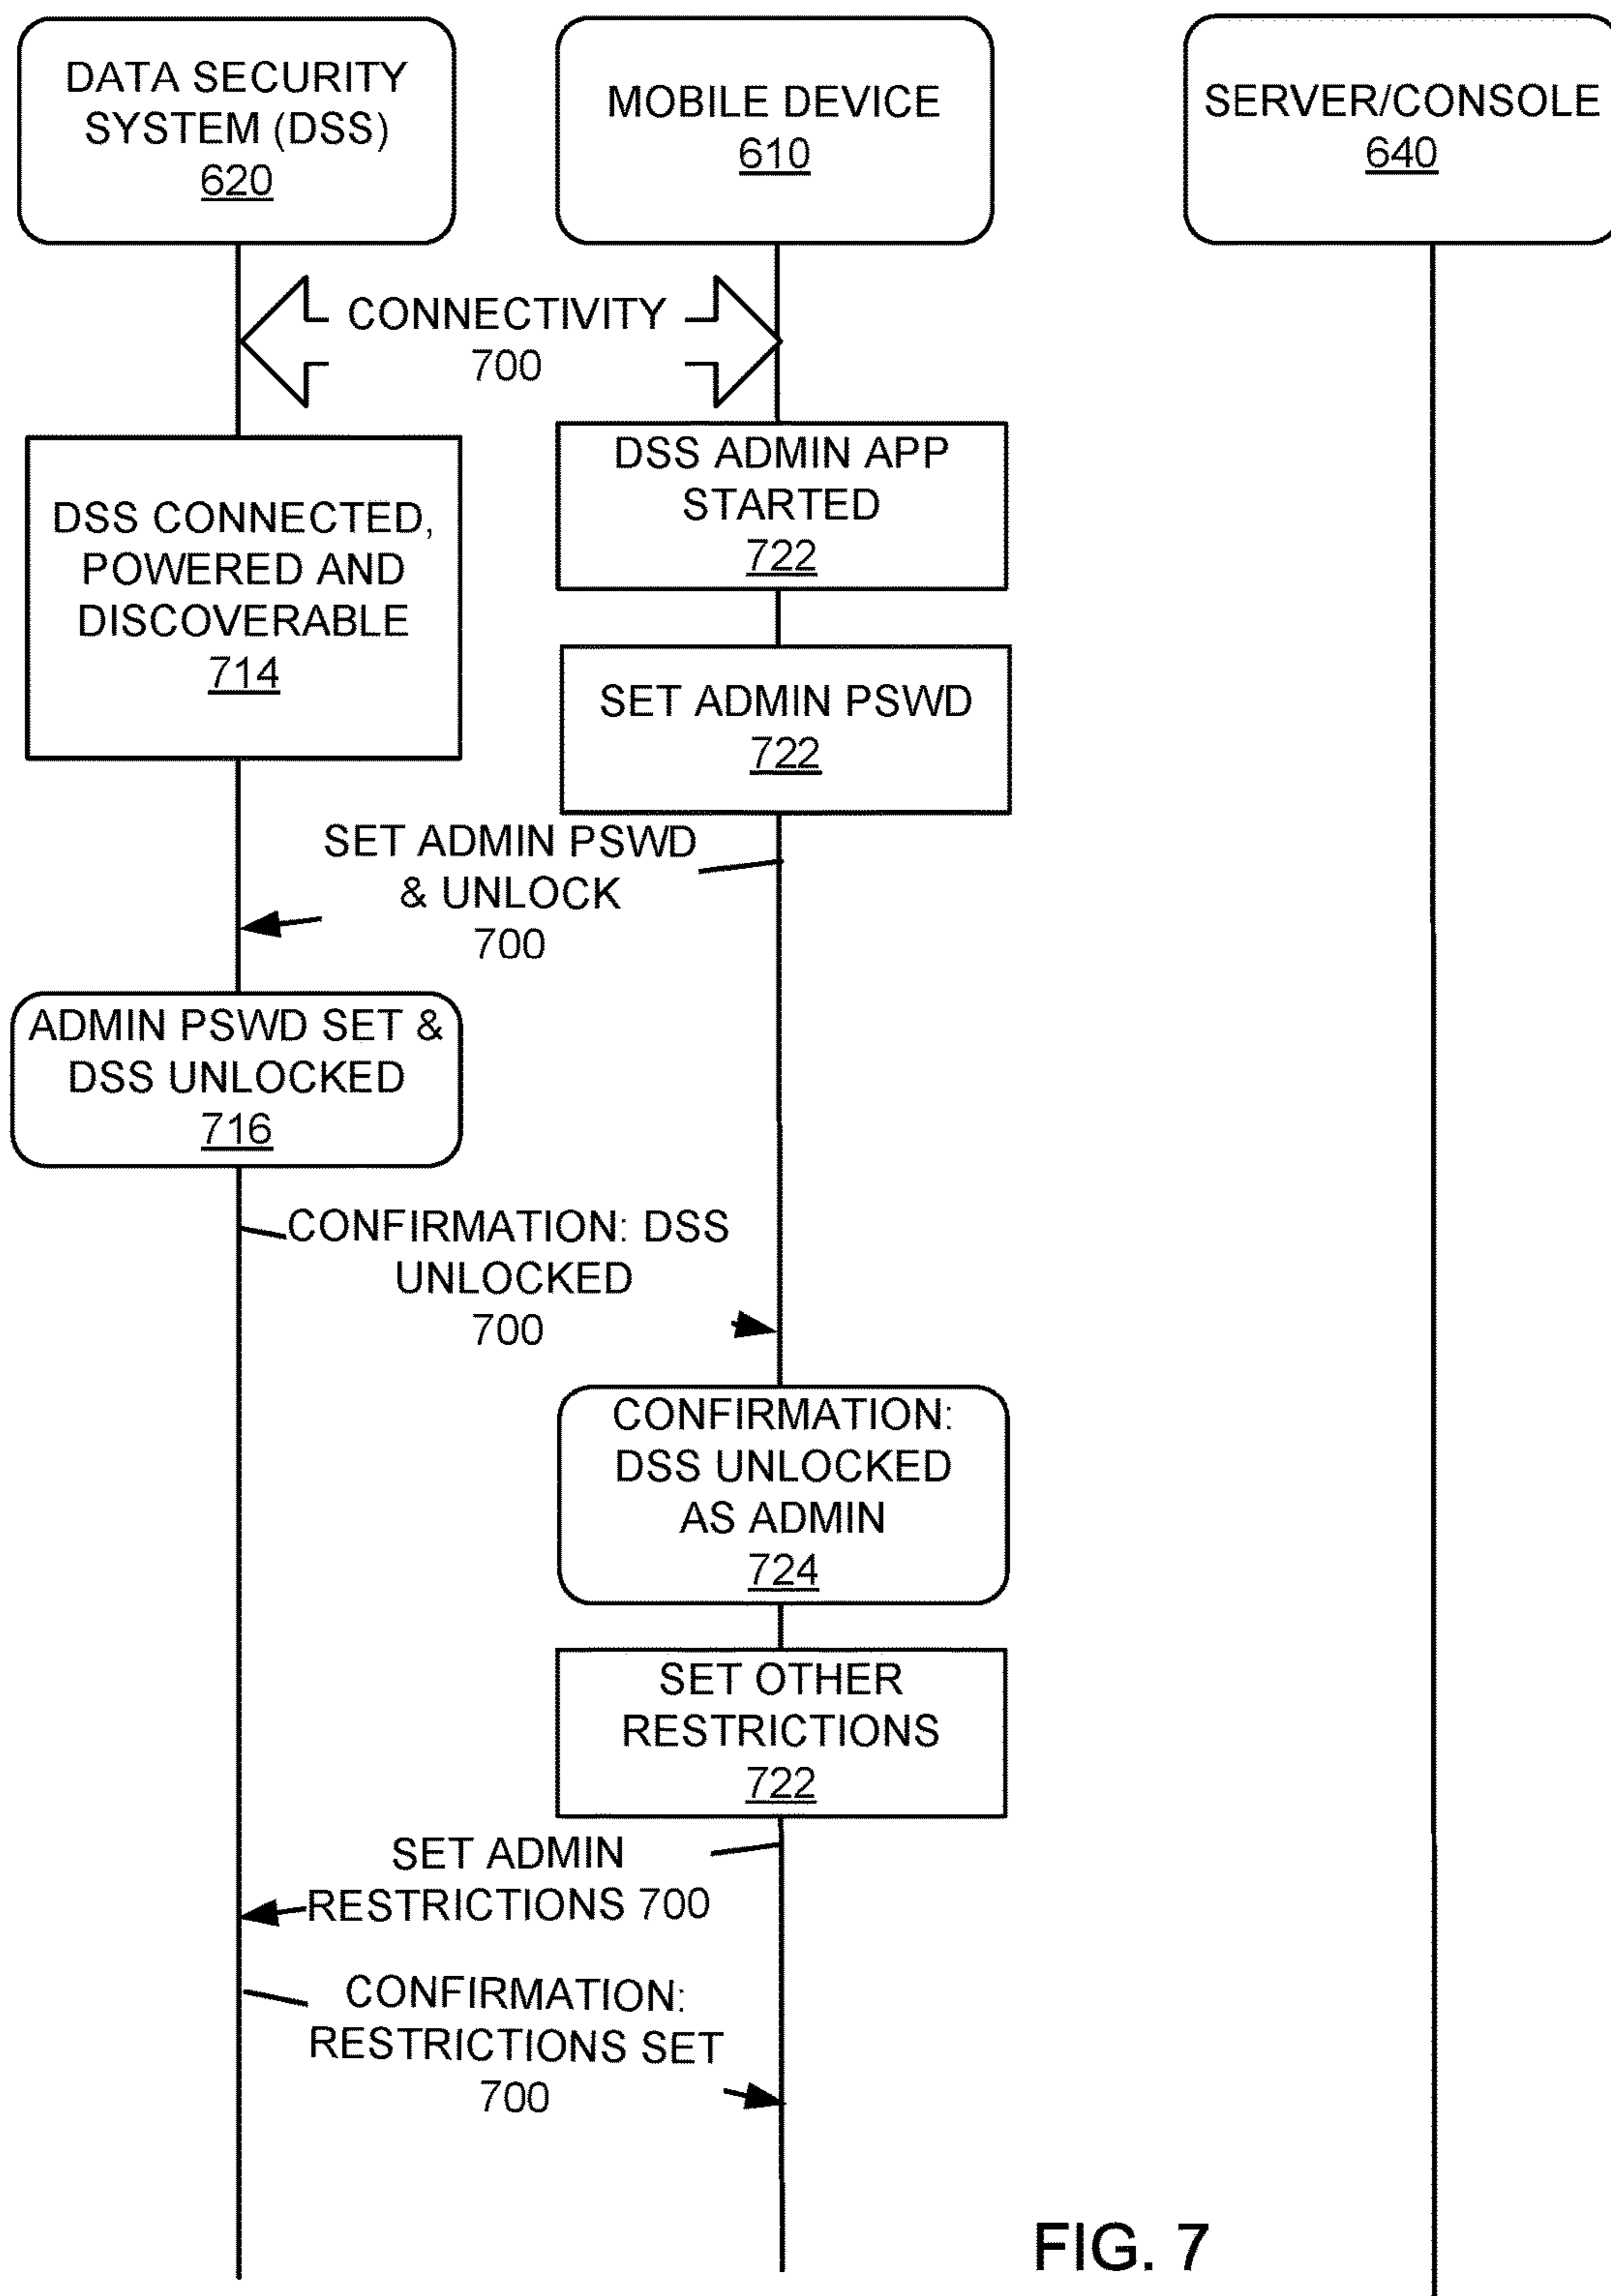 DATA SECURITY
SYSTEM (DSS)
620
MOBILE DEVICE
610
SERVER/CONSOLE
640
CONNECTIVITY
700
DSS CONNECTED,
POWERED AND
DISCOVERABLE
714
DSS ADMIN APP
STARTED
722
SET ADMIN PSWD
722
SET ADMIN PSWD
& UNLOCK
700
ADMIN PSWD SET &
DSS UNLOCKED
716
CONFIRMATION: DSS
UNLOCKED
700
CONFIRMATION:
DSS UNLOCKED
AS ADMIN
724
SET OTHER
RESTRICTIONS
722
SET ADMIN
RESTRICTIONS 700
CONFIRMATION:
RESTRICTIONS SET
700
FIG. 7